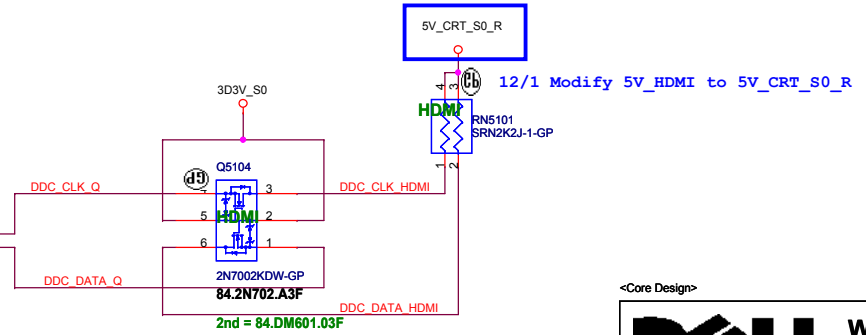 5V_CRT_S0_R
12/1 Modify 5V_HDMI to 5V_CRT_S0_R
4
3
3D3V_S0
HDMI
RN5101
SRN2K2J-1-GP
1
2
Q5104
DDC_CLK_Q
4
3
DDC_CLK_HDMI
5
HDMI
2
6
1
DDC_DATA_Q
2N7002KDW-GP
84.2N702.A3F
DDC_DATA_HDMI
2nd = 84.DM601.03F
<Core Design>